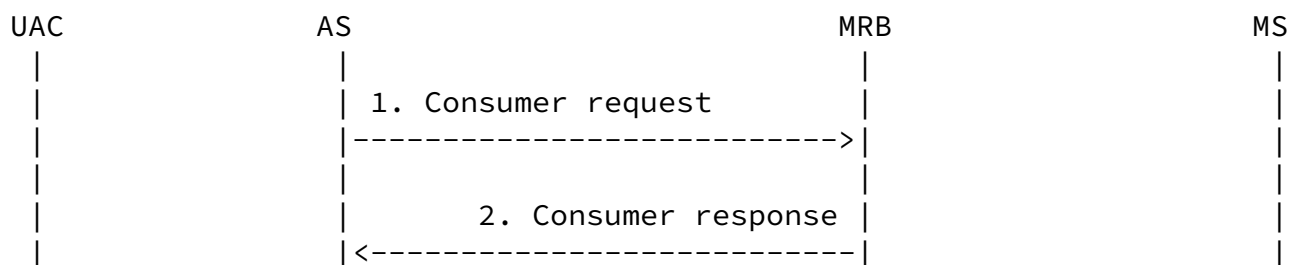 UAC AS MRB MS
1. Consumer request
2. Consumer response